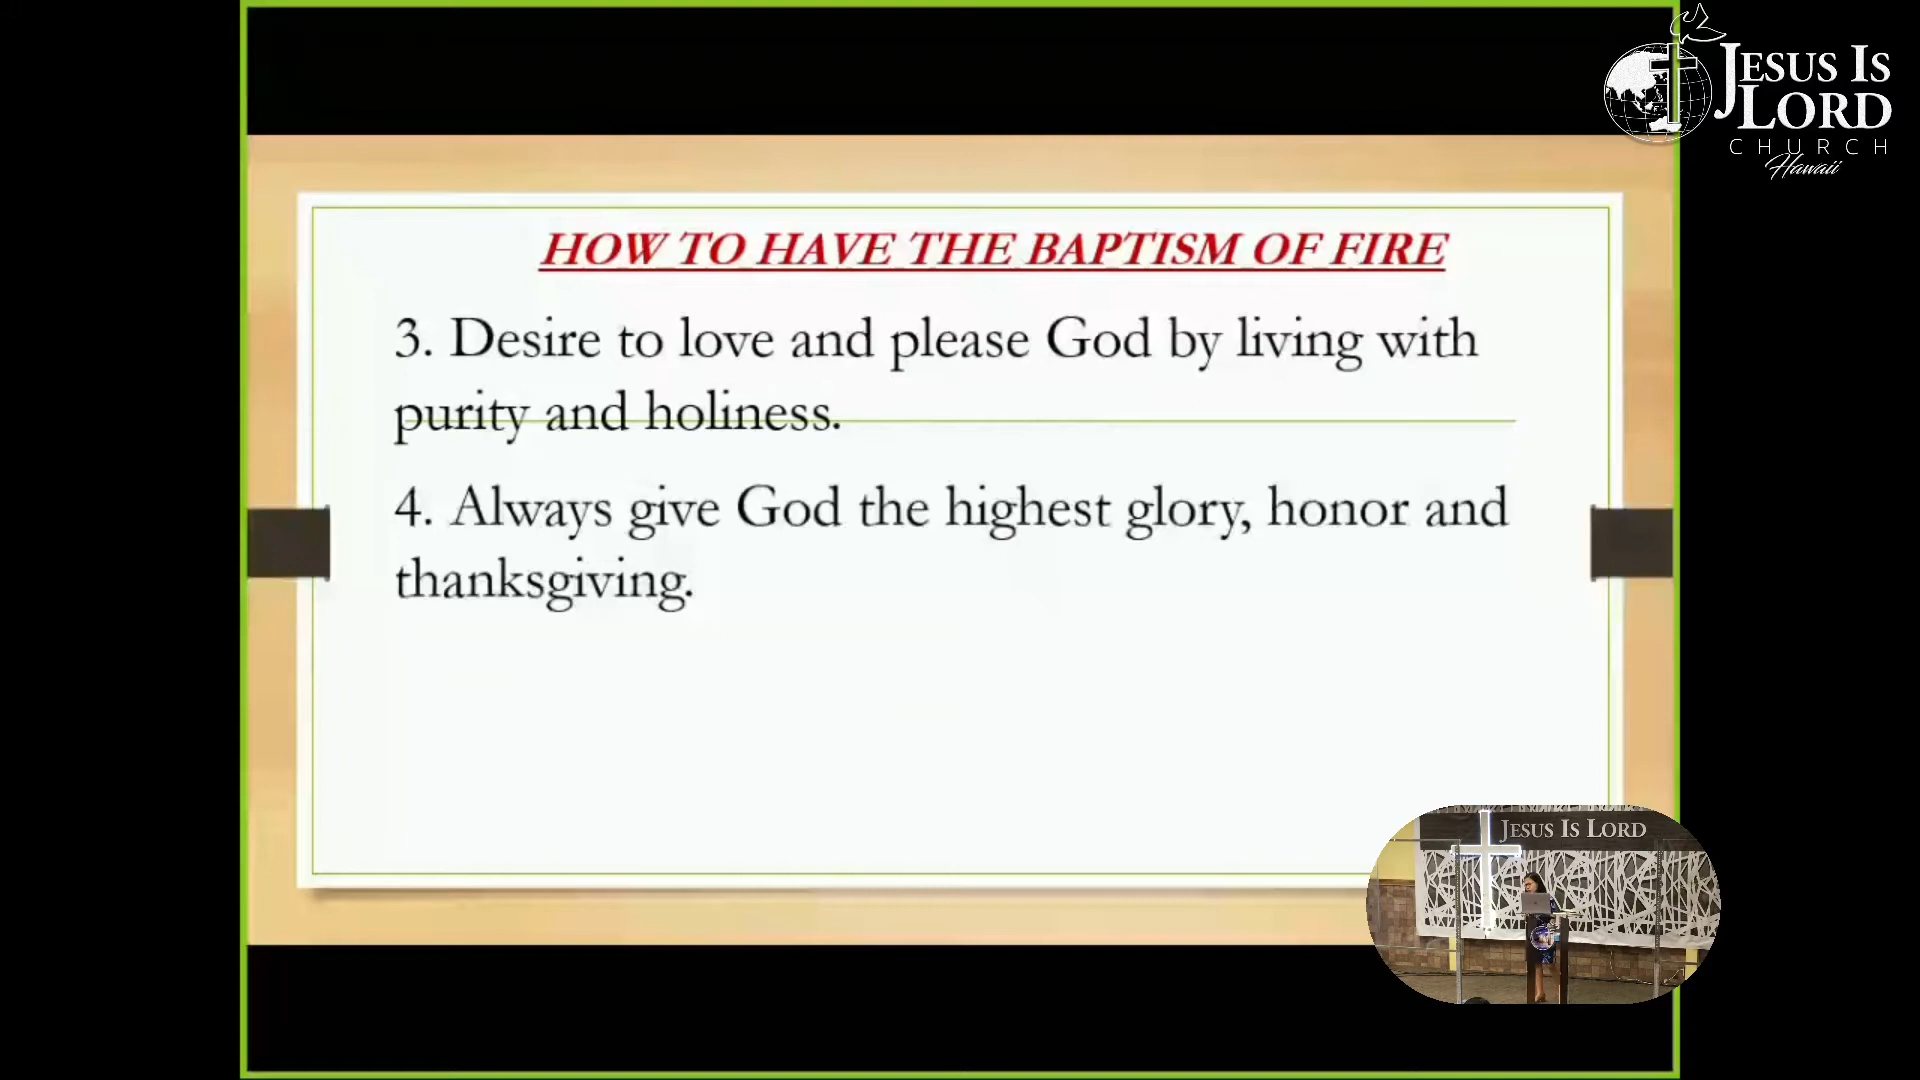 JESUS IS
LORD
CHURCH
Hawaii
HOW TO HAVE THE BAPTISM OF FIRE
3. Desire to love and please God by living with
purity and holiness.
4. Always give God the highest glory, honor and
thanksgiving.
JESUS IS LORD